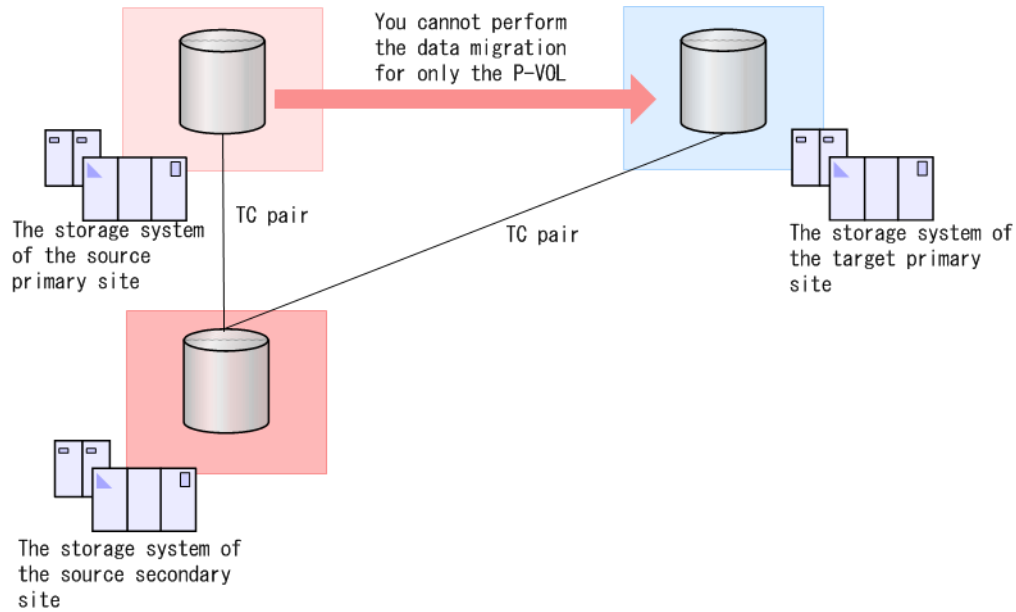 You cannot perform
the data migration
for only the P-VOL
The storage system
of the source
primary site
TC pair
TC pair
The storage system of
the target primary
site
The storage system of
the source secondary
site